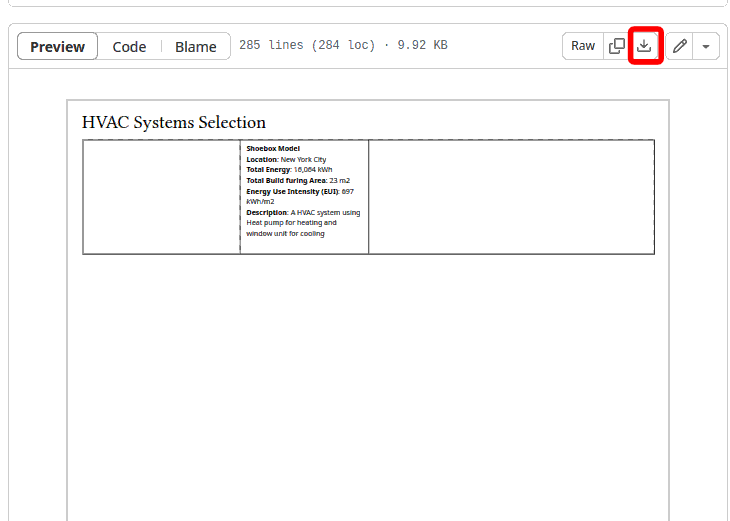 Preview Code Blame 285 lines (284 loc) · 9.92 KB Raw
HVAC Systems Selection
Shoebox Model
Location: New York City
Total Energy: 16,064 kWh
Total Build furing Area: 23 m2
Energy Use Intensity (EUI): 697
kWh/m2
Description: A HVAC system using
Heat pump for heating and
window unit for cooling